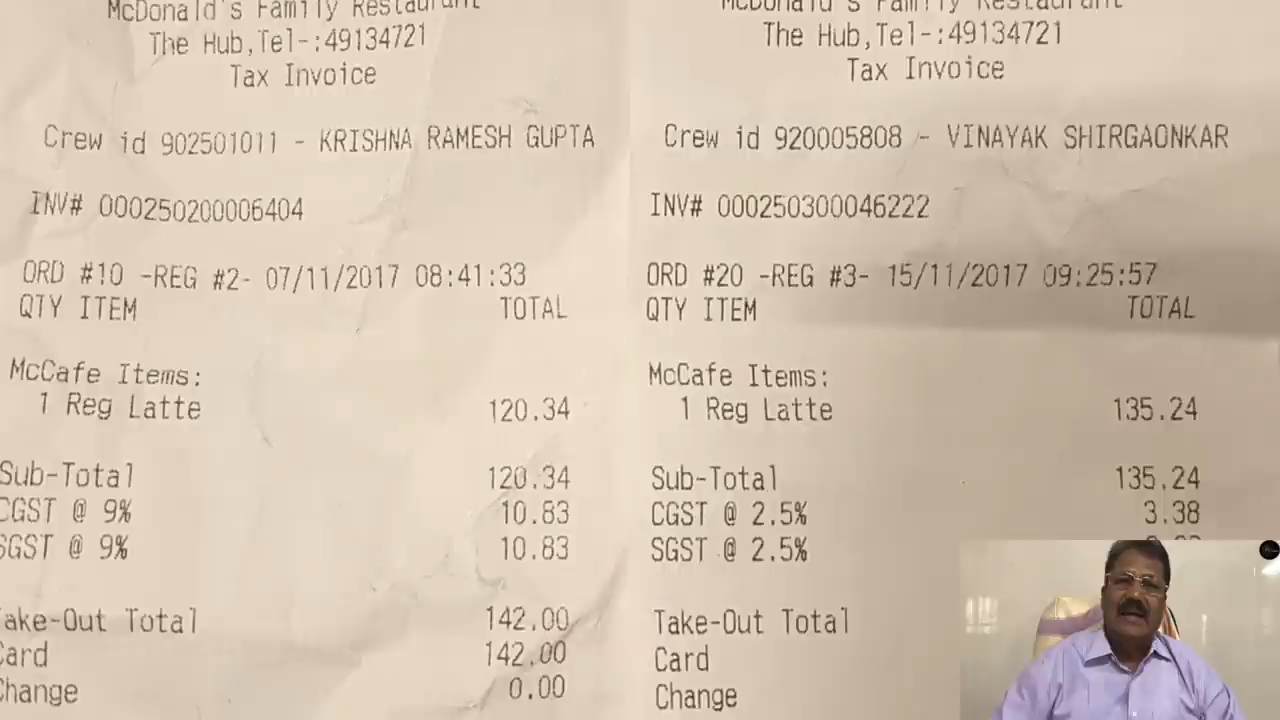 McDonald's Family Restaurant
The Hub,Tel-:49134721
Tax Invoice
Crew id 902501011 - KRISHNA RAMESH GUPTA
INV# 000250200006404
ORD #10 -REG #2- 07/11/2017 08:41:33
QTY ITEM TOTAL
McCafe Items:
1 Reg Latte 120.34
Sub-Total 120.34
CGST @ 9% 10.83
SGST @ 9% 10.83
Take-Out Total 142.00
Card 142.00
Change 0.00
McDonald's Family Restaurant
The Hub,Tel-:49134721
Tax Invoice
Crew id 920005808 - VINAYAK SHIRGAONKAR
INV# 000250300046222
ORD #20 -REG #3- 15/11/2017 09:25:57
QTY ITEM TOTAL
McCafe Items:
1 Reg Latte 135.24
Sub-Total 135.24
CGST @ 2.5% 3.38
SGST @ 2.5%
Take-Out Total
Card
Change